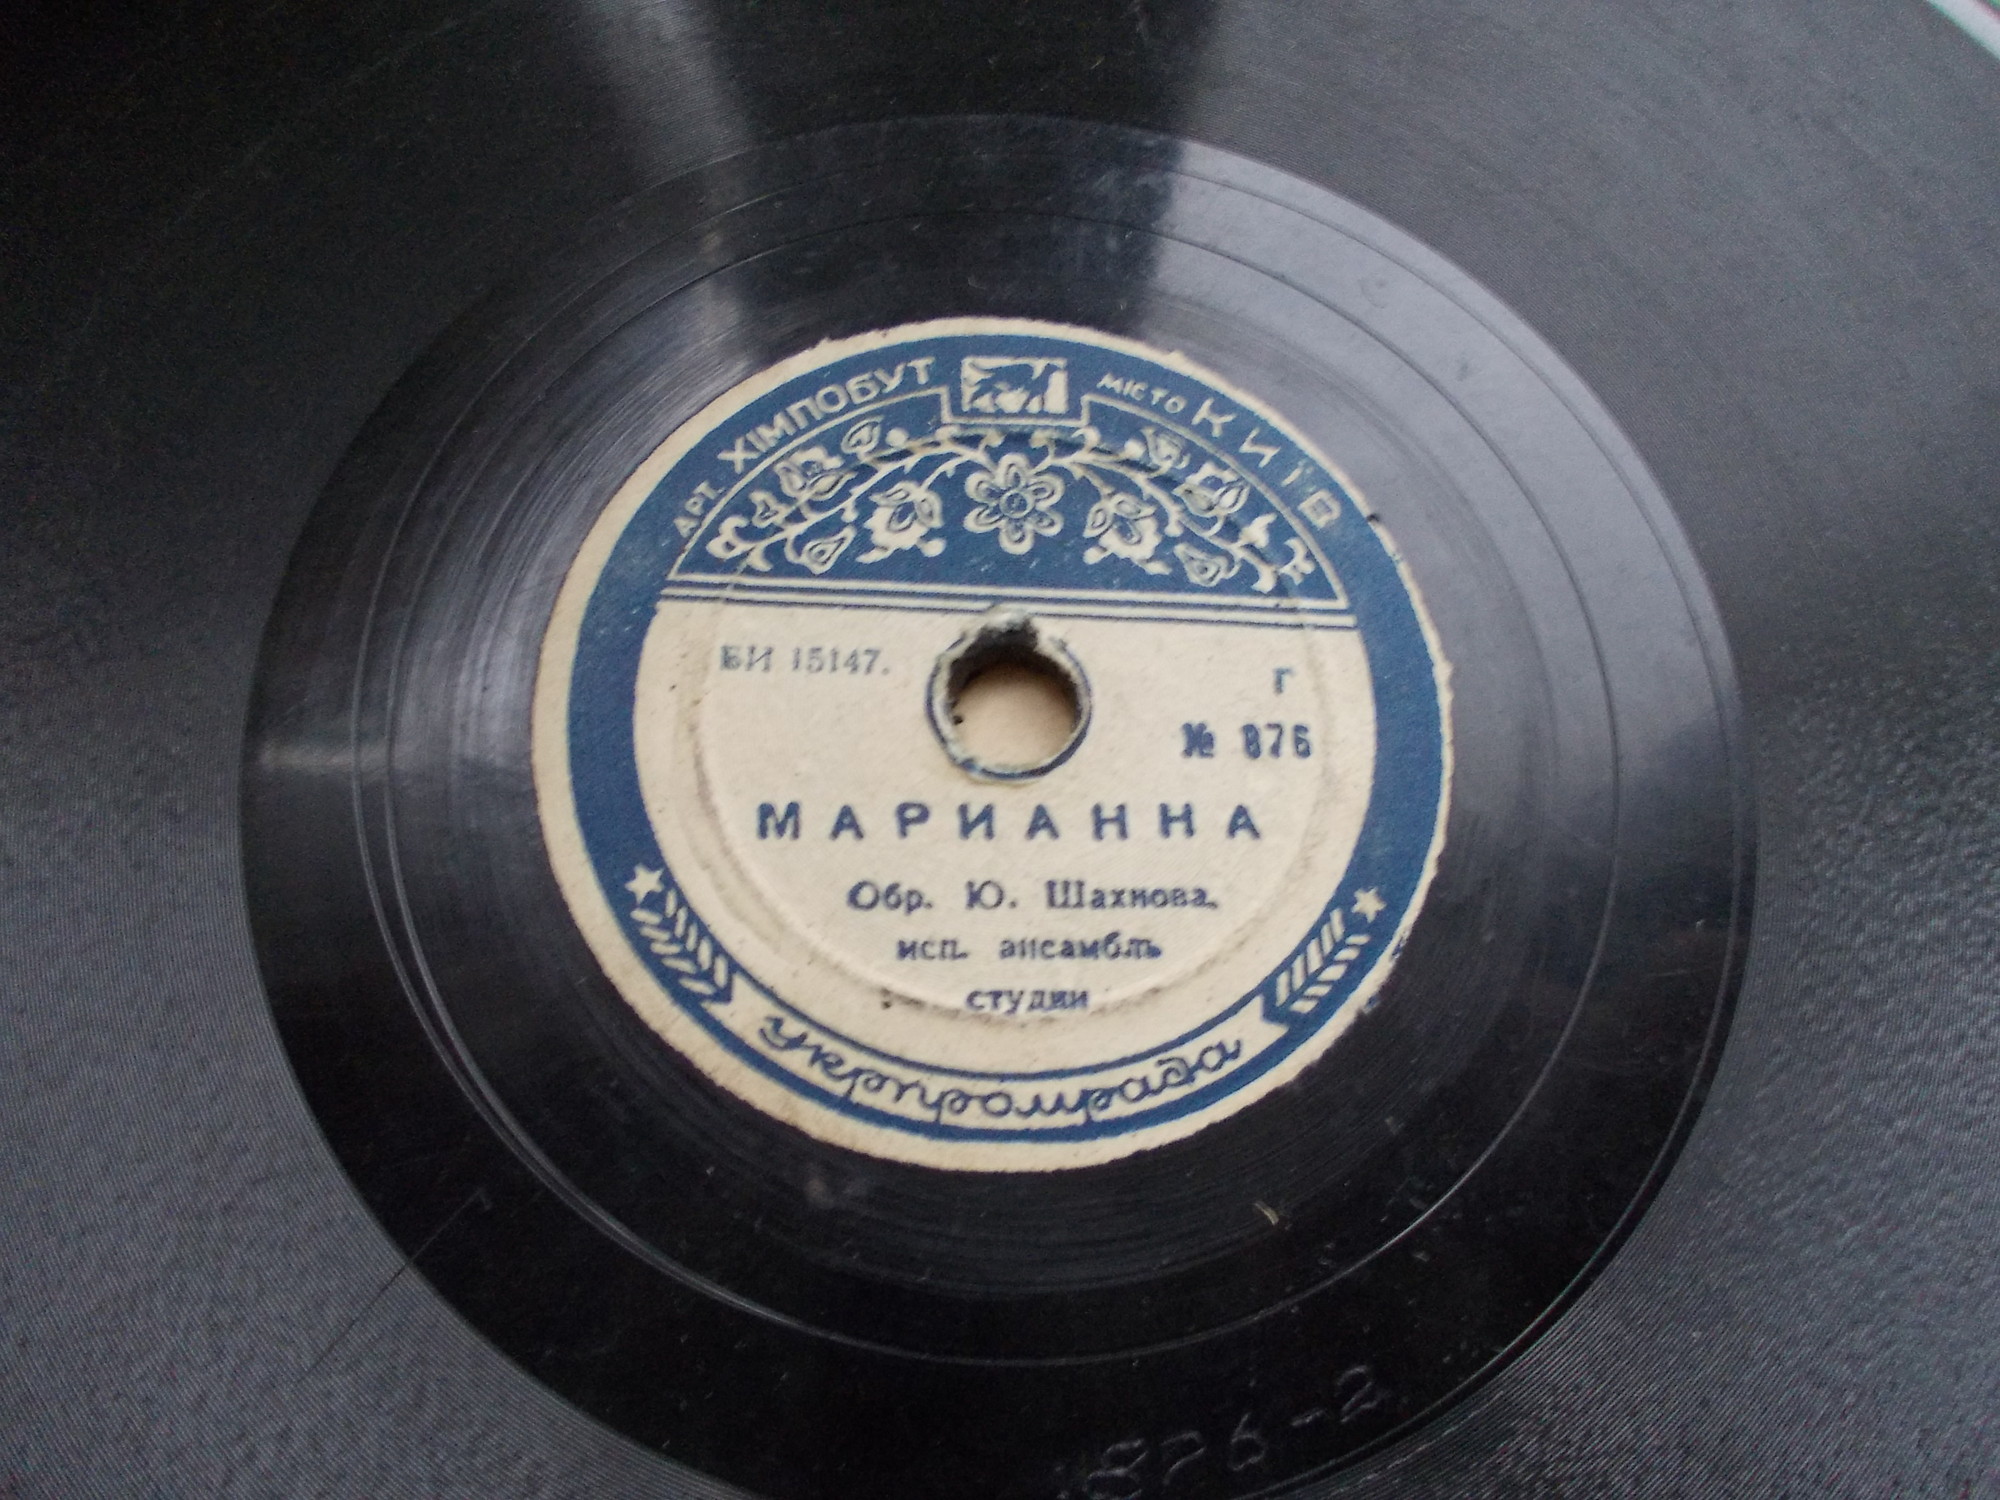 АРТ. ХІМПОБУТ
МІСТО КИЇВ
БИ 15147.
Г
№ 876
МАРИАННА
Обр. Ю. Шахнова,
исп. ансамбль
студии
Укрпромрада
876-2